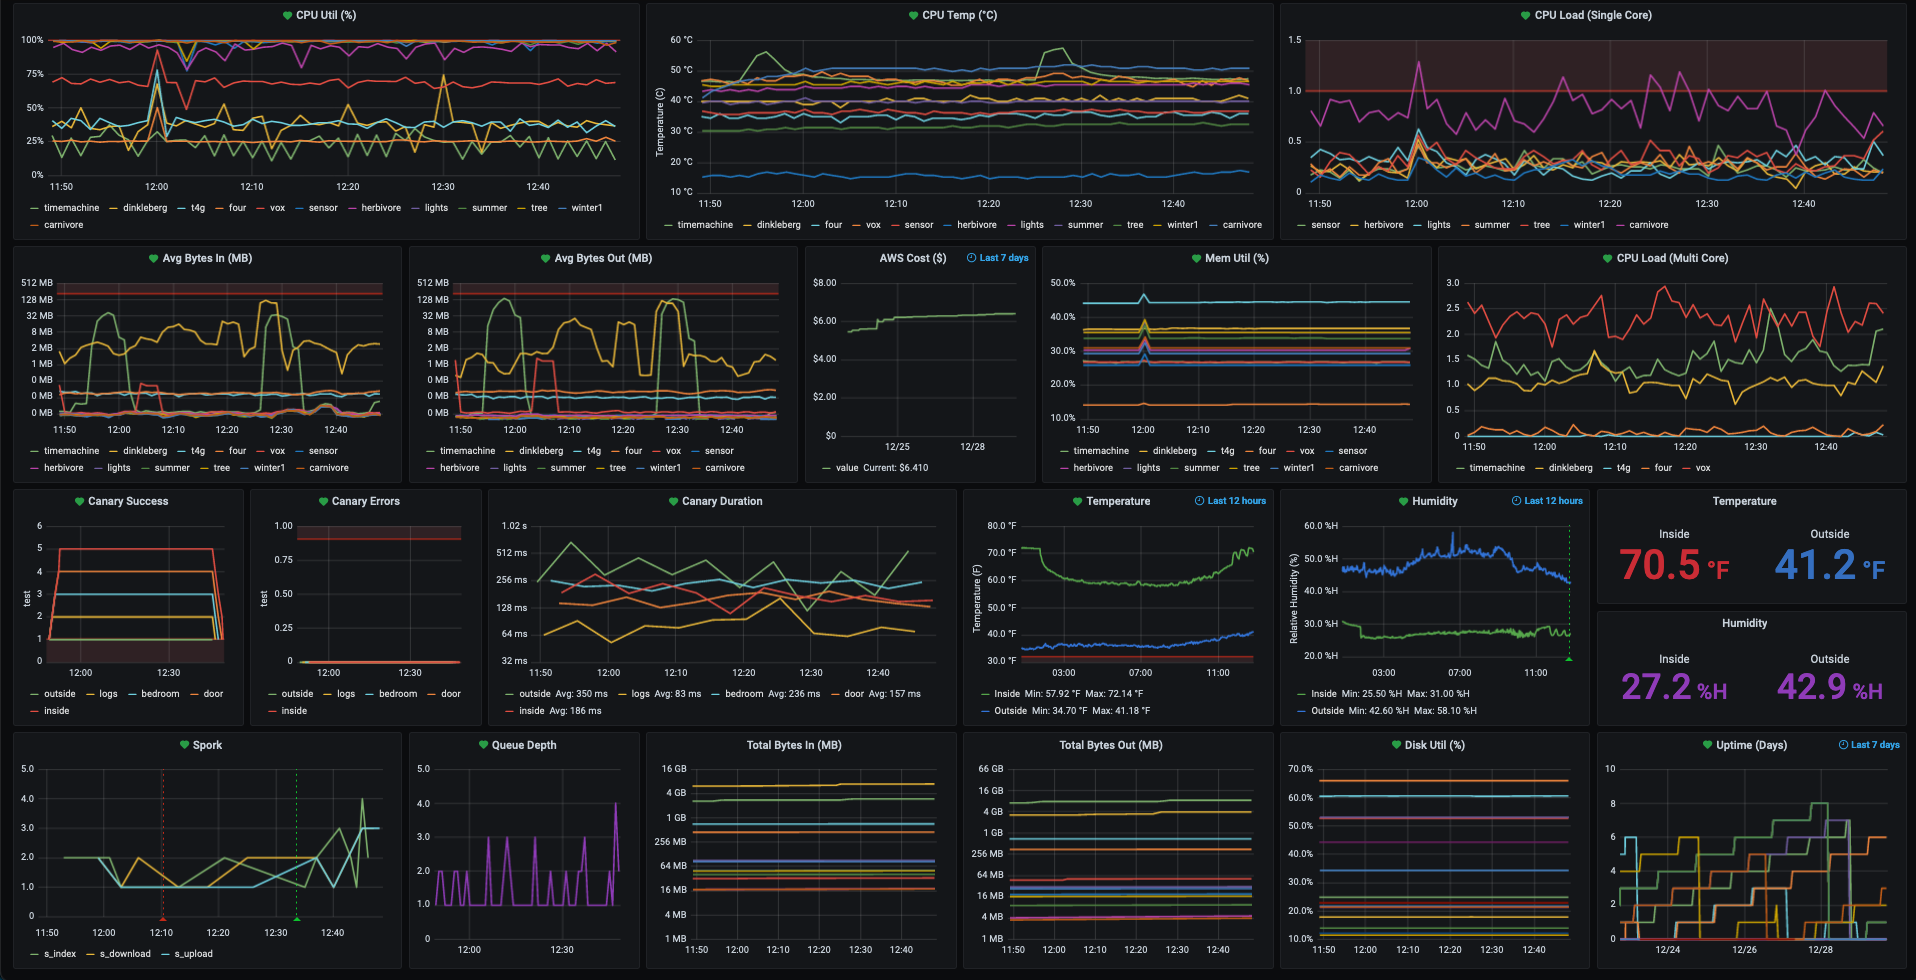 CPU Util (%)
100%
75%
50%
25%
0%
11:50 12:00 12:10 12:20 12:30 12:40
timemachine dinkleberg t4g four vox sensor herbivore lights summer tree winter1
carnivore
CPU Temp (°C)
Temperature (C)
60 °C
50 °C
40 °C
30 °C
20 °C
10 °C
11:50 12:00 12:10 12:20 12:30 12:40
timemachine dinkleberg four vox sensor herbivore lights summer tree winter1 carnivore
CPU Load (Single Core)
1.5
1.0
0.5
0
11:50 12:00 12:10 12:20 12:30 12:40
sensor herbivore lights summer tree winter1 carnivore
Avg Bytes In (MB)
512 MB
128 MB
32 MB
8 MB
2 MB
1 MB
0 MB
0 MB
0 MB
11:50 12:00 12:10 12:20 12:30 12:40
timemachine dinkleberg t4g four vox sensor
herbivore lights summer tree winter1 carnivore
Avg Bytes Out (MB)
512 MB
128 MB
32 MB
8 MB
2 MB
1 MB
0 MB
0 MB
0 MB
11:50 12:00 12:10 12:20 12:30 12:40
timemachine dinkleberg t4g four vox sensor
herbivore lights summer tree winter1 carnivore
AWS Cost ($) Last 7 days
$8.00
$6.00
$4.00
$2.00
$0
12/25 12/28
value Current: $6.410
Mem Util (%)
50.0%
40.0%
30.0%
20.0%
10.0%
11:50 12:00 12:10 12:20 12:30 12:40
timemachine dinkleberg t4g four vox sensor
herbivore lights summer tree winter1 carnivore
CPU Load (Multi Core)
3.0
2.5
2.0
1.5
1.0
0.5
0
11:50 12:00 12:10 12:20 12:30 12:40
timemachine dinkleberg t4g four vox
Canary Success
test
6
5
4
3
2
1
0
12:00 12:30
outside logs bedroom door
inside
Canary Errors
test
1.00
0.75
0.50
0.25
0
12:00 12:30
outside logs bedroom door
inside
Canary Duration
1.02 s
512 ms
256 ms
128 ms
64 ms
32 ms
11:50 12:00 12:10 12:20 12:30 12:40
outside Avg: 350 ms logs Avg: 83 ms bedroom Avg: 236 ms door Avg: 157 ms
inside Avg: 186 ms
Temperature Last 12 hours
Temperature (F)
80.0 °F
70.0 °F
60.0 °F
50.0 °F
40.0 °F
30.0 °F
03:00 07:00 11:00
Inside Min: 57.92 °F Max: 72.14 °F
Outside Min: 34.70 °F Max: 41.18 °F
Humidity Last 12 hours
Relative Humidity (%)
60.0 %H
50.0 %H
40.0 %H
30.0 %H
20.0 %H
03:00 07:00 11:00
Inside Min: 25.50 %H Max: 31.00 %H
Outside Min: 42.60 %H Max: 58.10 %H
Temperature
Inside Outside
70.5 °F 41.2 °F
Humidity
Inside Outside
27.2 %H 42.9 %H
Spork
5.0
4.0
3.0
2.0
1.0
0
11:50 12:00 12:10 12:20 12:30 12:40
s_index s_download s_upload
Queue Depth
5.0
4.0
3.0
2.0
1.0
0
12:00 12:30
Total Bytes In (MB)
16 GB
4 GB
1 GB
256 MB
64 MB
16 MB
4 MB
1 MB
11:50 12:00 12:10 12:20 12:30 12:40
Total Bytes Out (MB)
66 GB
16 GB
4 GB
1 GB
256 MB
64 MB
16 MB
4 MB
1 MB
11:50 12:00 12:10 12:20 12:30 12:40
Disk Util (%)
70.0%
60.0%
50.0%
40.0%
30.0%
20.0%
10.0%
11:50 12:00 12:10 12:20 12:30 12:40
Uptime (Days) Last 7 days
10
8
6
4
2
0
12/24 12/26 12/28